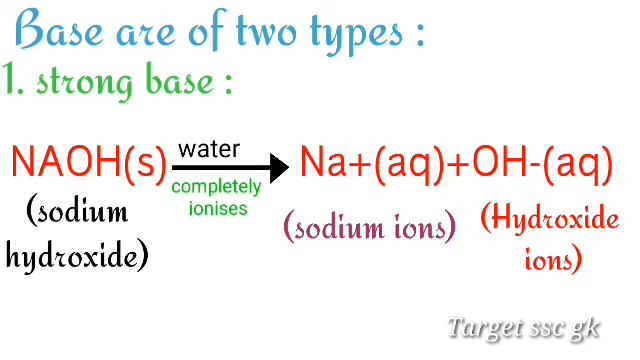 Base are of two types :
1. strong base :
NAOH(s) water Na+(aq)+OH-(aq)
completely
ionises
(sodium
hydroxide)
(sodium ions)
(Hydroxide
ions)
Target ssc gk